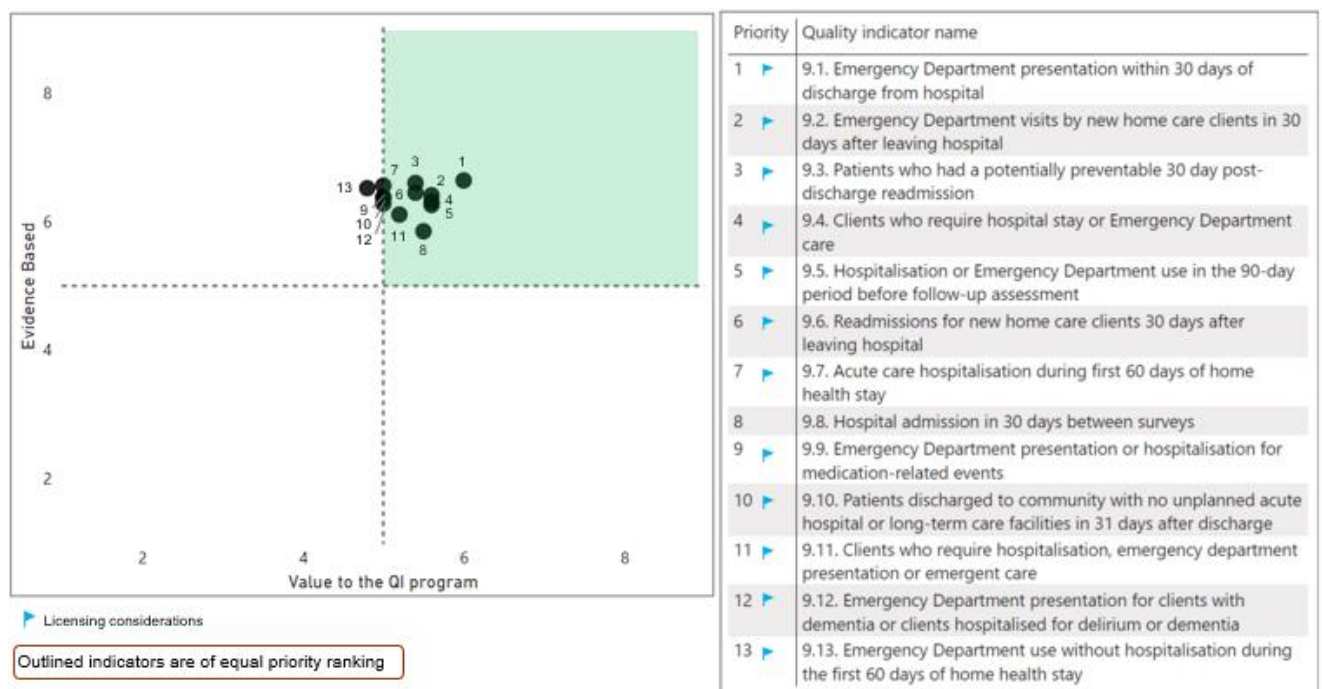 8
6
4
2
Evidence Based
7
3
1
13
6
2
9
4
10
5
12
11
8
2
4
6
8
Value to the QI program
Licensing considerations
Outlined indicators are of equal priority ranking
Priority Quality indicator name
1 9.1. Emergency Department presentation within 30 days of
discharge from hospital
2 9.2. Emergency Department visits by new home care clients in 30
days after leaving hospital
3 9.3. Patients who had a potentially preventable 30 day post-
discharge readmission
4 9.4. Clients who require hospital stay or Emergency Department
care
5 9.5. Hospitalisation or Emergency Department use in the 90-day
period before follow-up assessment
6 9.6. Readmissions for new home care clients 30 days after
leaving hospital
7 9.7. Acute care hospitalisation during first 60 days of home
health stay
8 9.8. Hospital admission in 30 days between surveys
9 9.9. Emergency Department presentation or hospitalisation for
medication-related events
10 9.10. Patients discharged to community with no unplanned acute
hospital or long-term care facilities in 31 days after discharge
11 9.11. Clients who require hospitalisation, emergency department
presentation or emergent care
12 9.12. Emergency Department presentation for clients with
dementia or clients hospitalised for delirium or dementia
13 9.13. Emergency Department use without hospitalisation during
the first 60 days of home health stay